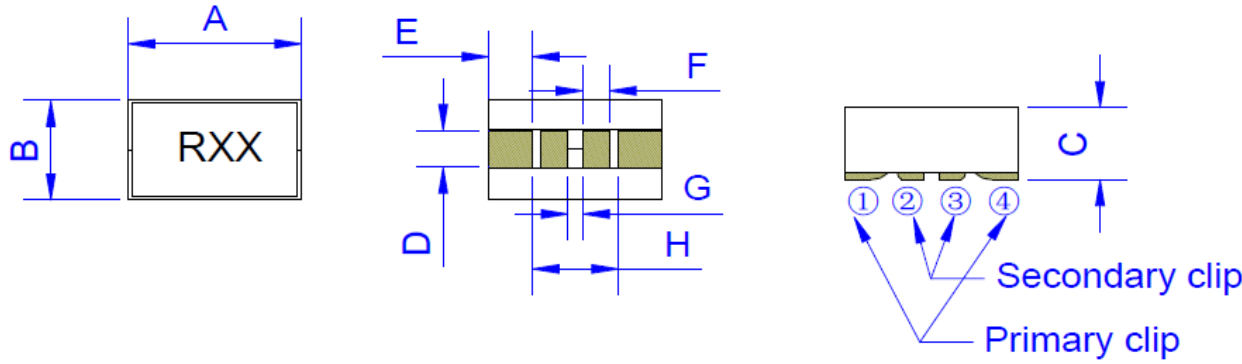 A
B
RXX
E
F
D
G
H
C
① ② ③ ④
Secondary clip
Primary clip